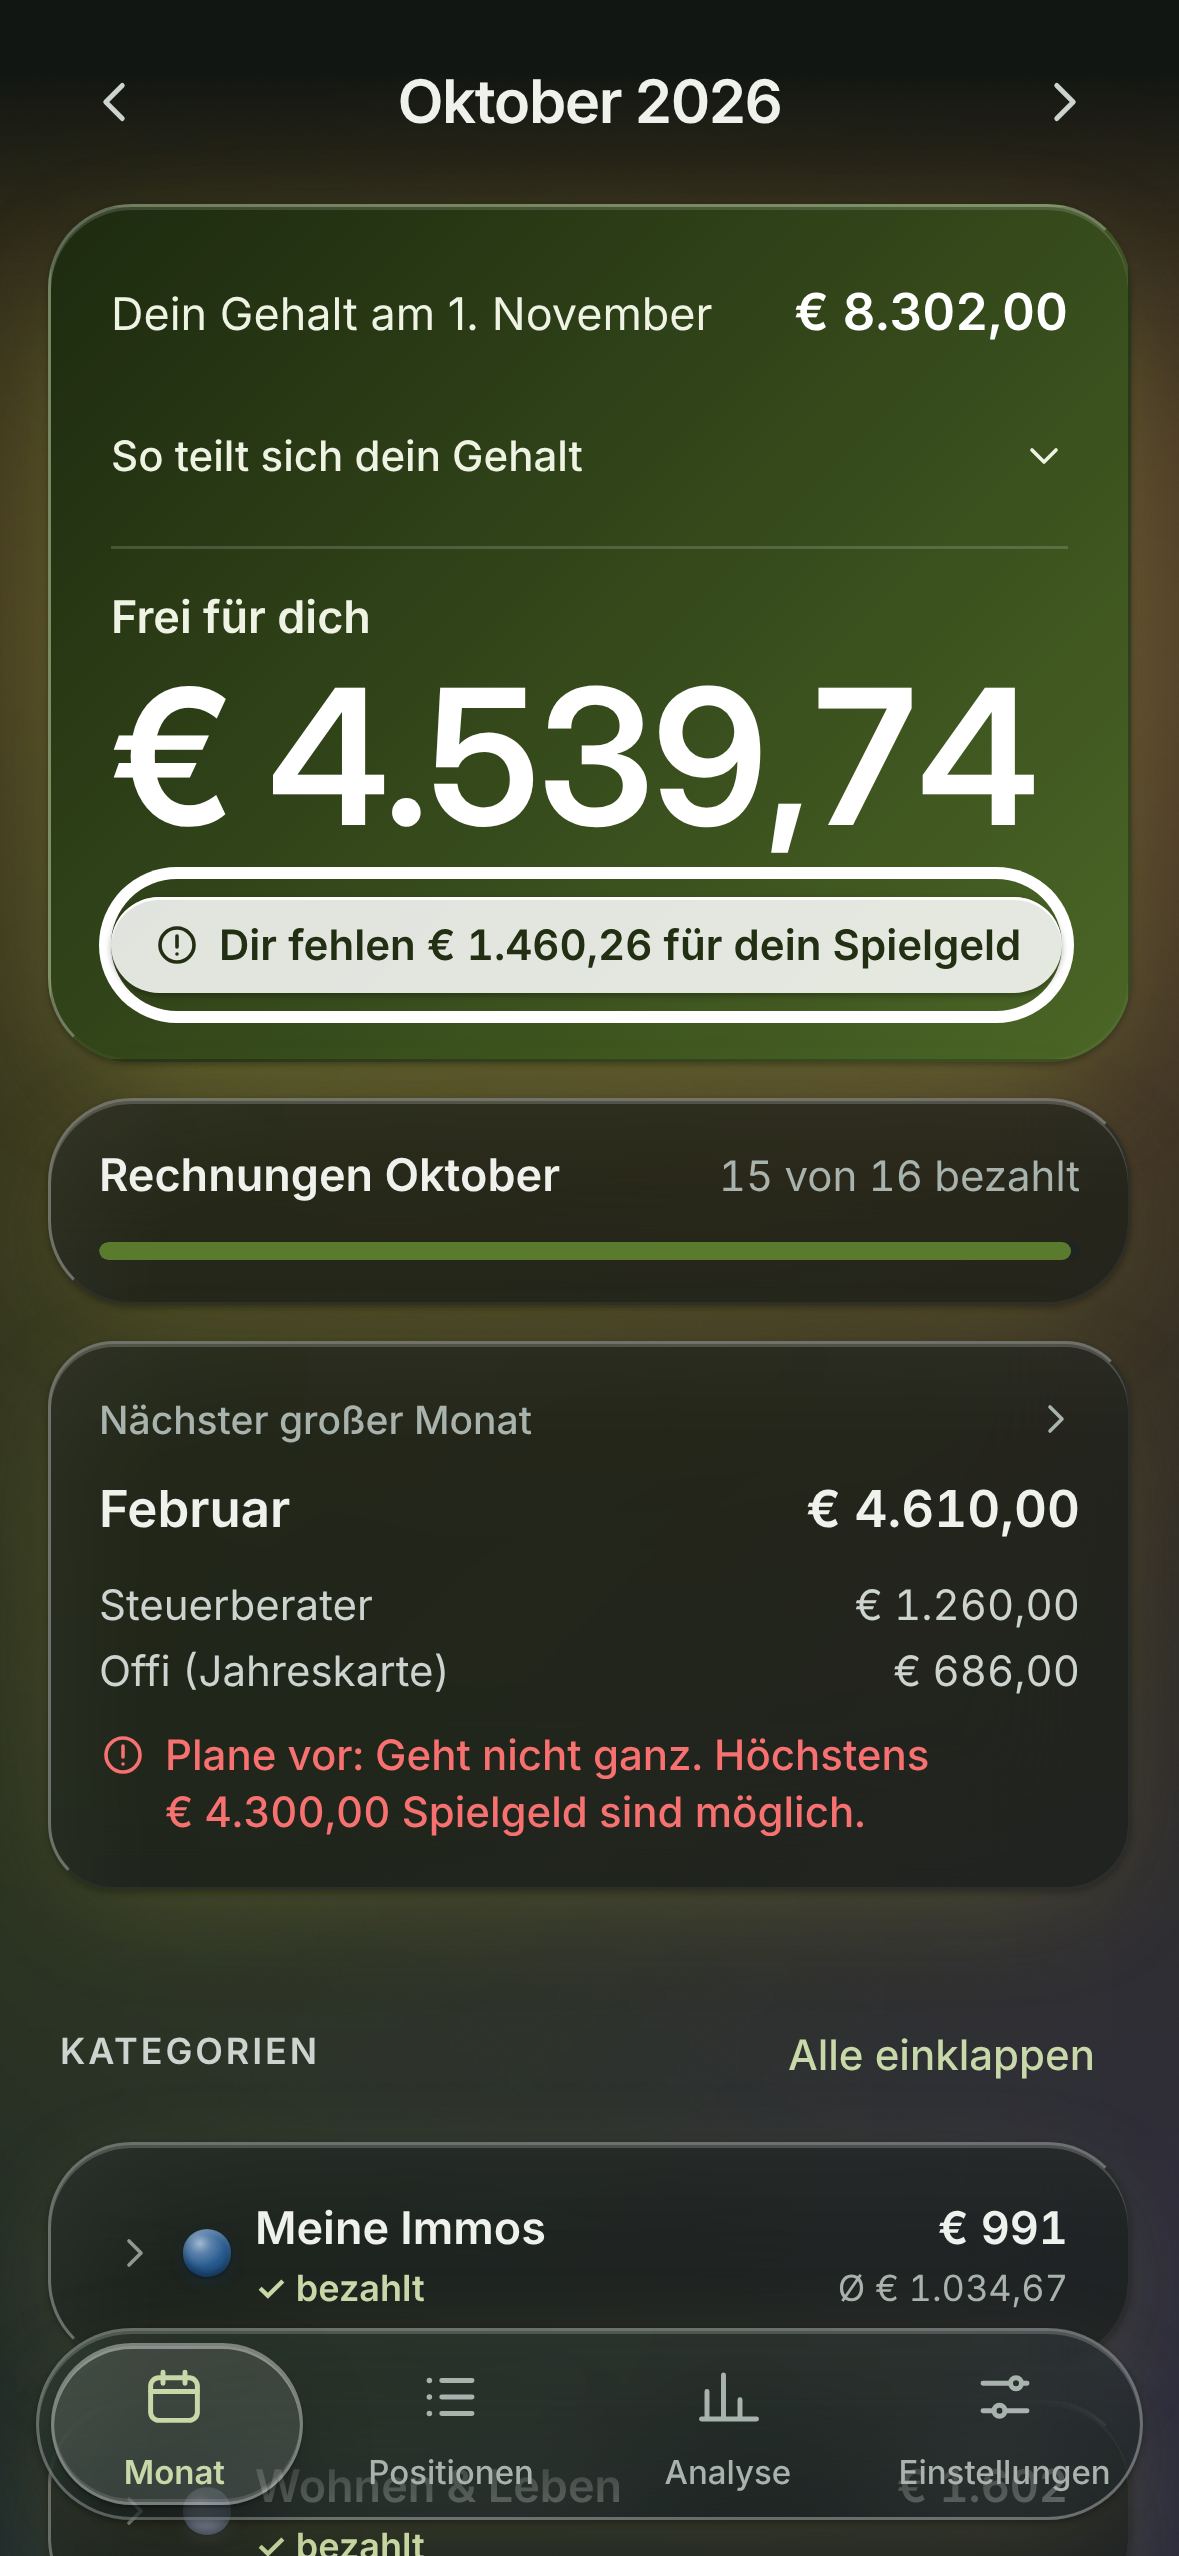 Oktober 2026
Dein Gehalt am 1. November € 8.302,00
So teilt sich dein Gehalt
Frei für dich
€ 4.539,74
Dir fehlen € 1.460,26 für dein Spielgeld
Rechnungen Oktober 15 von 16 bezahlt
Nächster großer Monat
Februar € 4.610,00
Steuerberater € 1.260,00
Offi (Jahreskarte) € 686,00
Plane vor: Geht nicht ganz. Höchstens
€ 4.300,00 Spielgeld sind möglich.
KATEGORIEN Alle einklappen
Meine Immos € 991
✓ bezahlt Ø € 1.034,67
Monat Positionen Analyse Einstellungen
Wohnen & Leben € 1.602
✓ bezahlt